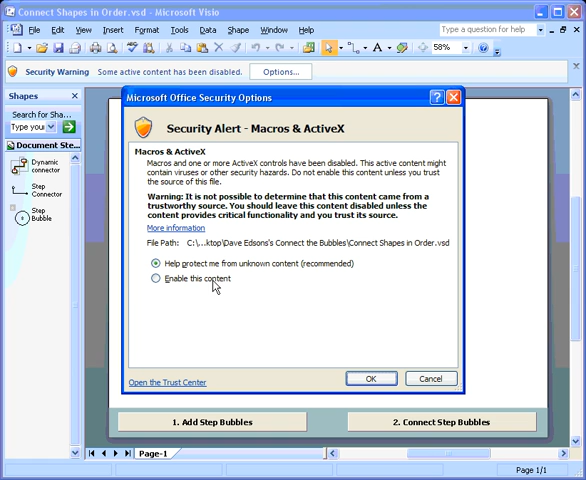 Connect Shapes in Order.vsd - Microsoft Visio
File Edit View Insert Format Tools Data Shape Window Help
Type a question for help
58%
Security Warning Some active content has been disabled. Options...
Shapes
Search for Sha...
Type you
Document Ste...
Dynamic
connector
Step
Connector
Step
Bubble
Microsoft Office Security Options
Security Alert - Macros & ActiveX
Macros & ActiveX
Macros and one or more ActiveX controls have been disabled. This active content might
contain viruses or other security hazards. Do not enable this content unless you trust
the source of this file.
Warning: It is not possible to determine that this content came from a
trustworthy source. You should leave this content disabled unless the
content provides critical functionality and you trust its source.
More information
File Path: C:\...ktop\Dave Edsons's Connect the Bubbles\Connect Shapes in Order.vsd
Help protect me from unknown content (recommended)
Enable this content
Open the Trust Center
OK
Cancel
1. Add Step Bubbles
2. Connect Step Bubbles
Page-1
Page 1/1